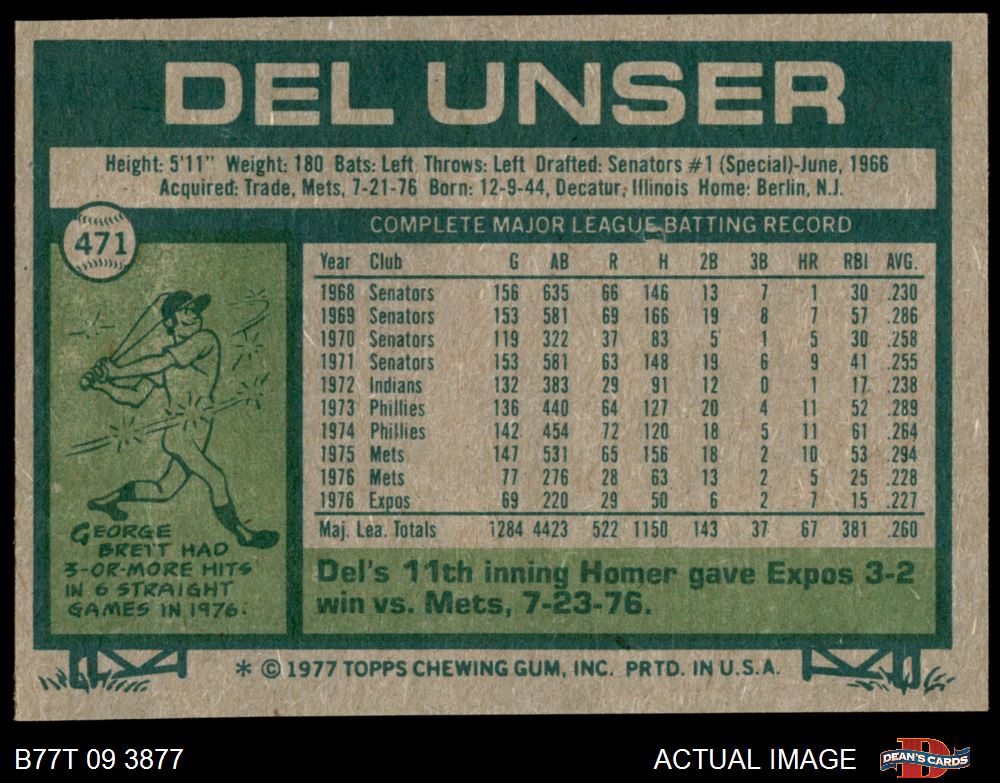 DEL UNSER
Height: 5'11" Weight: 180 Bats: Left Throws: Left Drafted: Senators #1 (Special)-June, 1966
Acquired: Trade, Mets, 7-21-76 Born: 12-9-44, Decatur, Illinois Home: Berlin, N.J.
471
COMPLETE MAJOR LEAGUE BATTING RECORD
Year Club G AB R H 2B 3B HR RBI AVG.
1968 Senators 156 635 66 146 13 7 1 30 .230
1969 Senators 153 581 69 166 19 8 7 57 .286
1970 Senators 119 322 37 83 5 1 5 30 .258
1971 Senators 153 581 63 148 19 6 9 41 .255
1972 Indians 132 383 29 91 12 0 1 17 .238
1973 Phillies 136 440 64 127 20 4 11 52 .289
1974 Phillies 142 454 72 120 18 5 11 61 .264
1975 Mets 147 531 65 156 18 2 10 53 .294
1976 Mets 77 276 28 63 13 2 5 25 .228
1976 Expos 69 220 29 50 6 2 7 15 .227
Maj. Lea. Totals 1284 4423 522 1150 143 37 67 381 .260
GEORGE
BRETT HAD
3-OR-MORE HITS
IN 6 STRAIGHT
GAMES IN 1976.
Del's 11th inning Homer gave Expos 3-2
win vs. Mets, 7-23-76.
* © 1977 TOPPS CHEWING GUM, INC. PRTD. IN U.S.A.
B77T 09 3877
ACTUAL IMAGE
DEAN'S CARDS